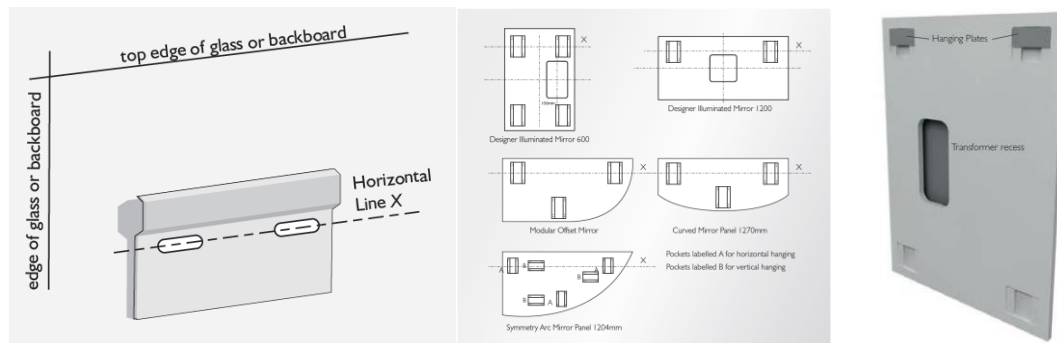 top edge of glass or backboard
edge of glass or backboard
Horizontal
Line X
X
100mm
Designer Illuminated Mirror 600
X
Designer Illuminated Mirror 1200
X
Modular Offset Mirror
X
Curved Mirror Panel 1270mm
Pockets labelled A for horizontal hanging
Pockets labelled B for vertical hanging
X
A
B
A
B
B
A
Symmetry Arc Mirror Panel 1204mm
Hanging Plates
Transformer recess